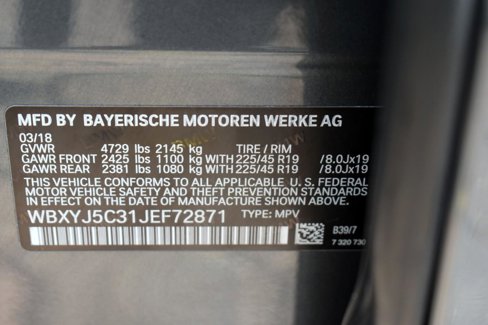 MFD BY BAYERISCHE MOTOREN WERKE AG
03/18
GVWR 4729 lbs 2145 kg TIRE / RIM
GAWR FRONT 2425 lbs 1100 kg WITH 225/45 R19 /8.0Jx19
GAWR REAR 2381 lbs 1080 kg WITH 225/45 R19 /8.0Jx19
THIS VEHICLE CONFORMS TO ALL APPLICABLE U.S. FEDERAL
MOTOR VEHICLE SAFETY AND THEFT PREVENTION
IN EFFECT ON THE DATE OF MANUFACTURE SHOWN ABOVE.
WBXYJ5C31JEF72871 TYPE: MPV
B39/7
7 320 730